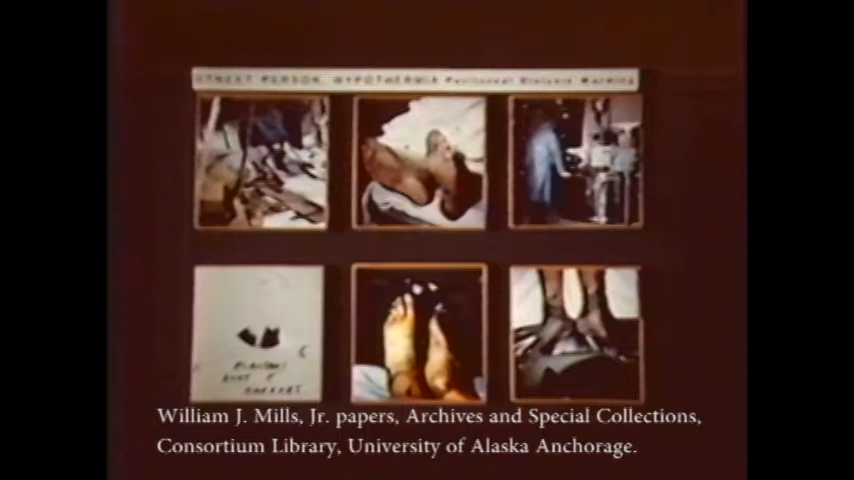 STREET PERSON HYPOTHERMIA Peritoneal Dialysis Warming
William J. Mills, Jr. papers, Archives and Special Collections,
Consortium Library, University of Alaska Anchorage.